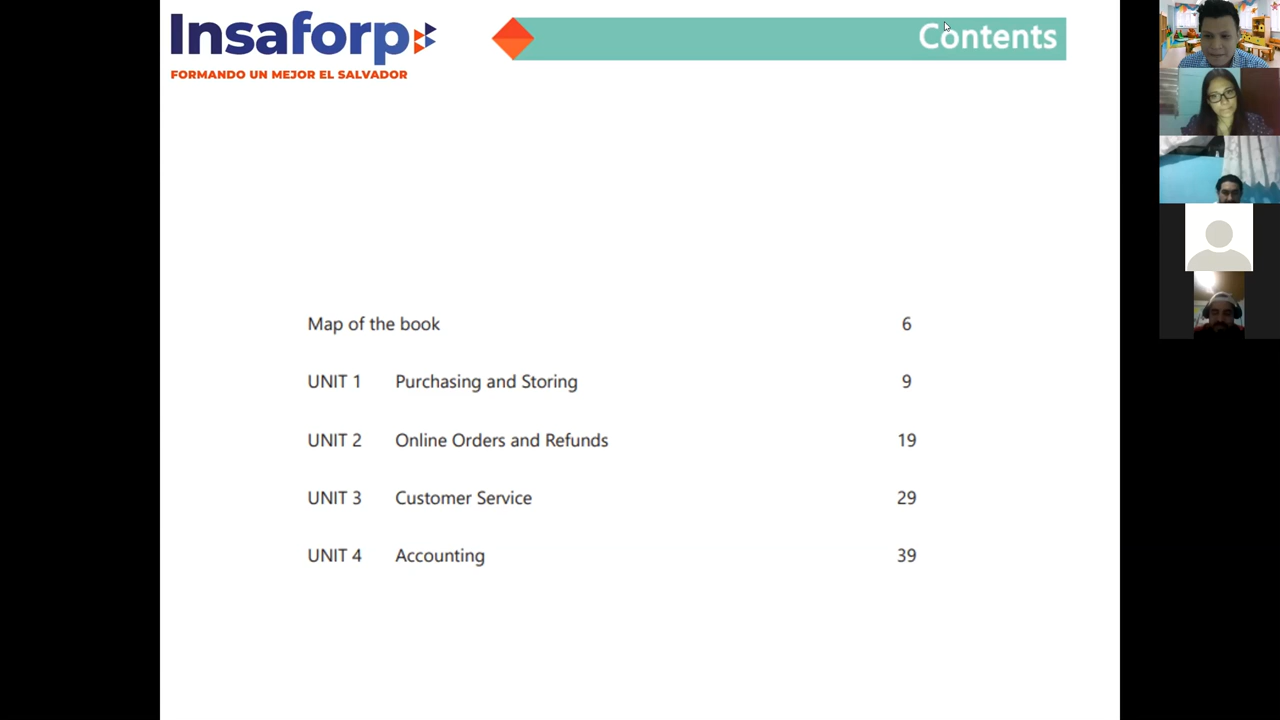 Insaforp
FORMANDO UN MEJOR EL SALVADOR
Contents
Map of the book 6
UNIT 1 Purchasing and Storing 9
UNIT 2 Online Orders and Refunds 19
UNIT 3 Customer Service 29
UNIT 4 Accounting 39